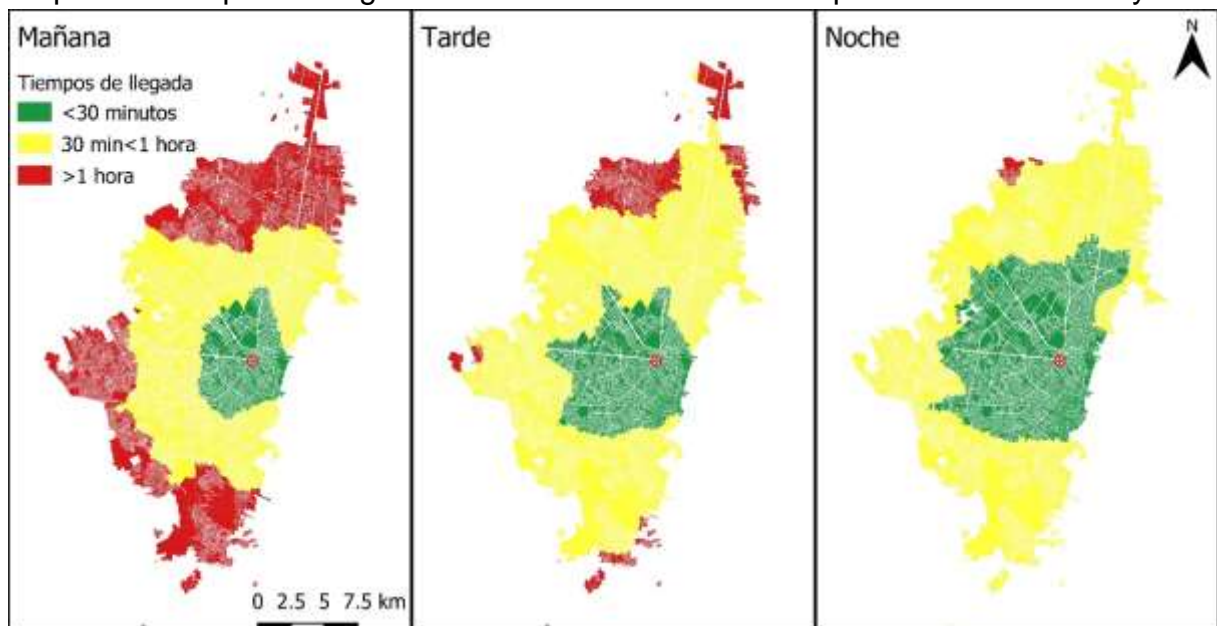 Mañana
Tiempos de llegada
<30 minutos
30 min<1 hora
>1 hora
0 2.5 5 7.5 km
Tarde
Noche
N